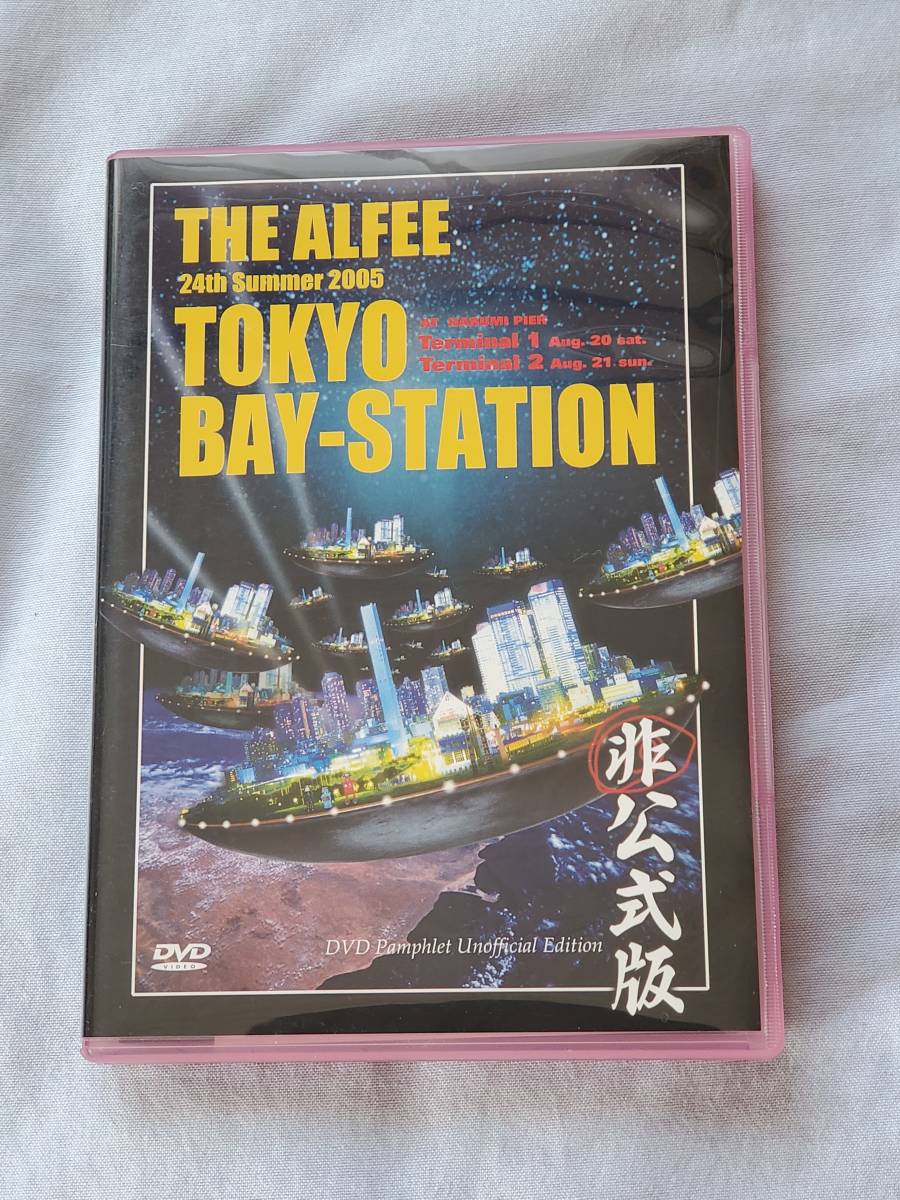 THE ALFEE
24th Summer 2005
TOKYO
AT HARUMI PIER
Terminal 1 Aug. 20 sat.
Terminal 2 Aug. 21 sun.
BAY-STATION
非公式版
DVD Pamphlet Unofficial Edition
DVD
VIDEO